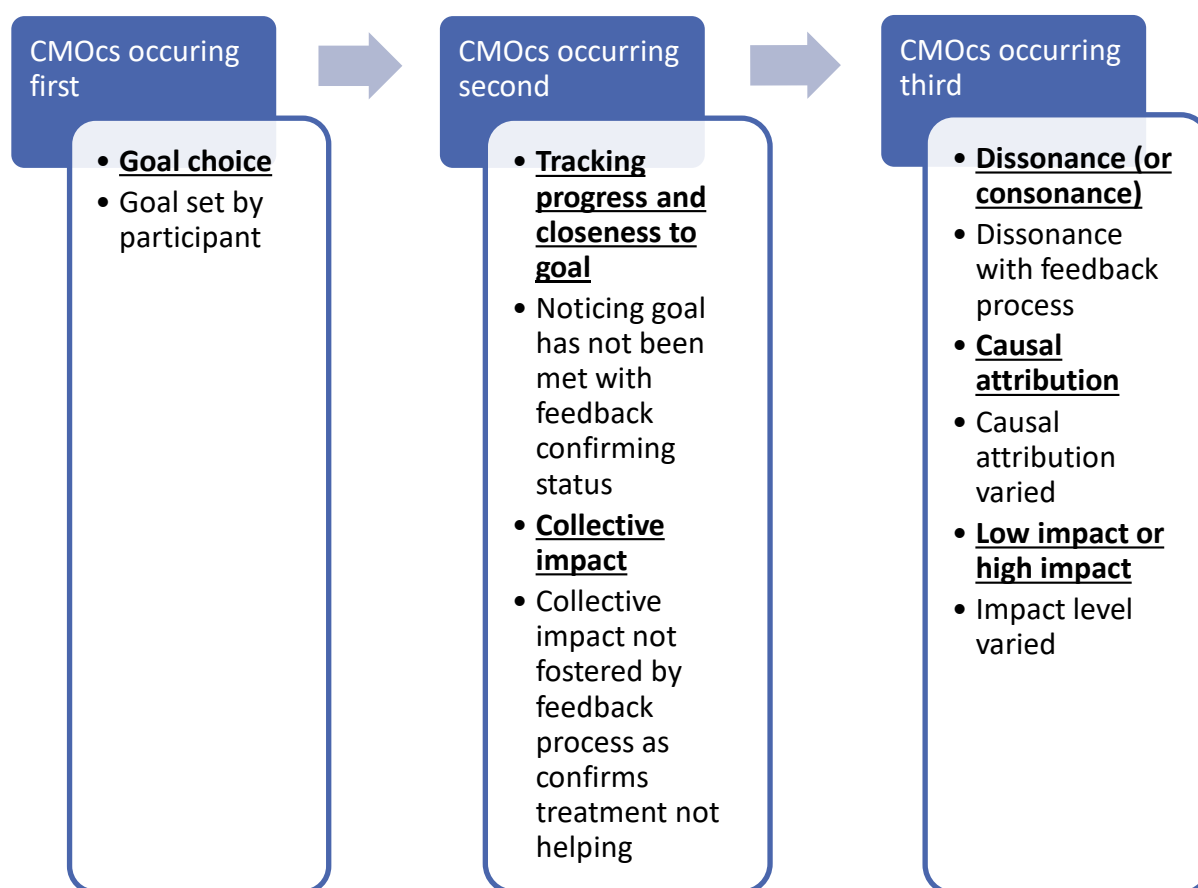 CMOcs occuring
first
• Goal choice
• Goal set by
participant
CMOcs occurring
second
• Tracking
progress and
closeness to
goal
• Noticing goal
has not been
met with
feedback
confirming
status
• Collective
impact
• Collective
impact not
fostered by
feedback
process as
confirms
treatment not
helping
CMOcs occurring
third
• Dissonance (or
consonance)
• Dissonance
with feedback
process
• Causal
attribution
• Causal
attribution
varied
• Low impact or
high impact
• Impact level
varied